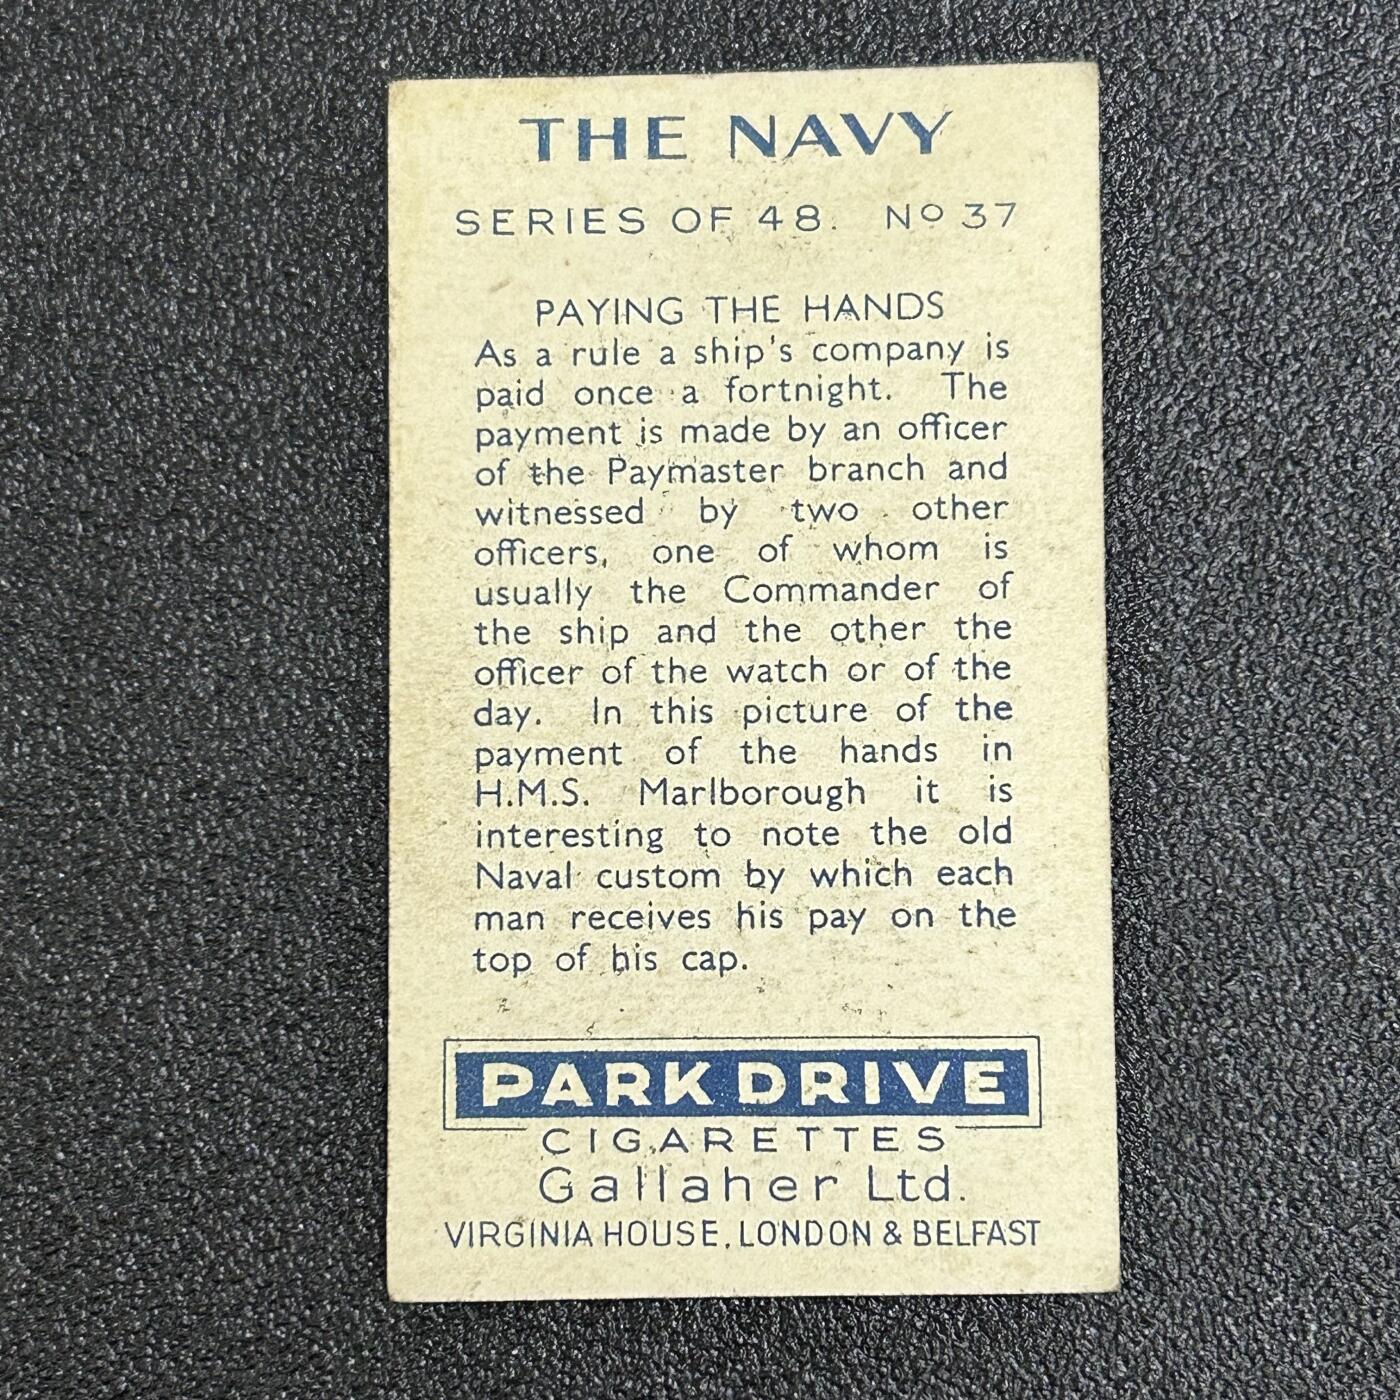 THE NAVY
SERIES OF 48. Nº 37
PAYING THE HANDS
As a rule a ship's company is
paid once a fortnight. The
payment is made by an officer
of the Paymaster branch and
witnessed by two other
officers, one of whom is
usually the Commander of
the ship and the other the
officer of the watch or of the
day. In this picture of the
payment of the hands in
H.M.S. Marlborough it is
interesting to note the old
Naval custom by which each
man receives his pay on the
top of his cap.
PARK DRIVE
CIGARETTES
Gallaher Ltd.
VIRGINIA HOUSE, LONDON & BELFAST